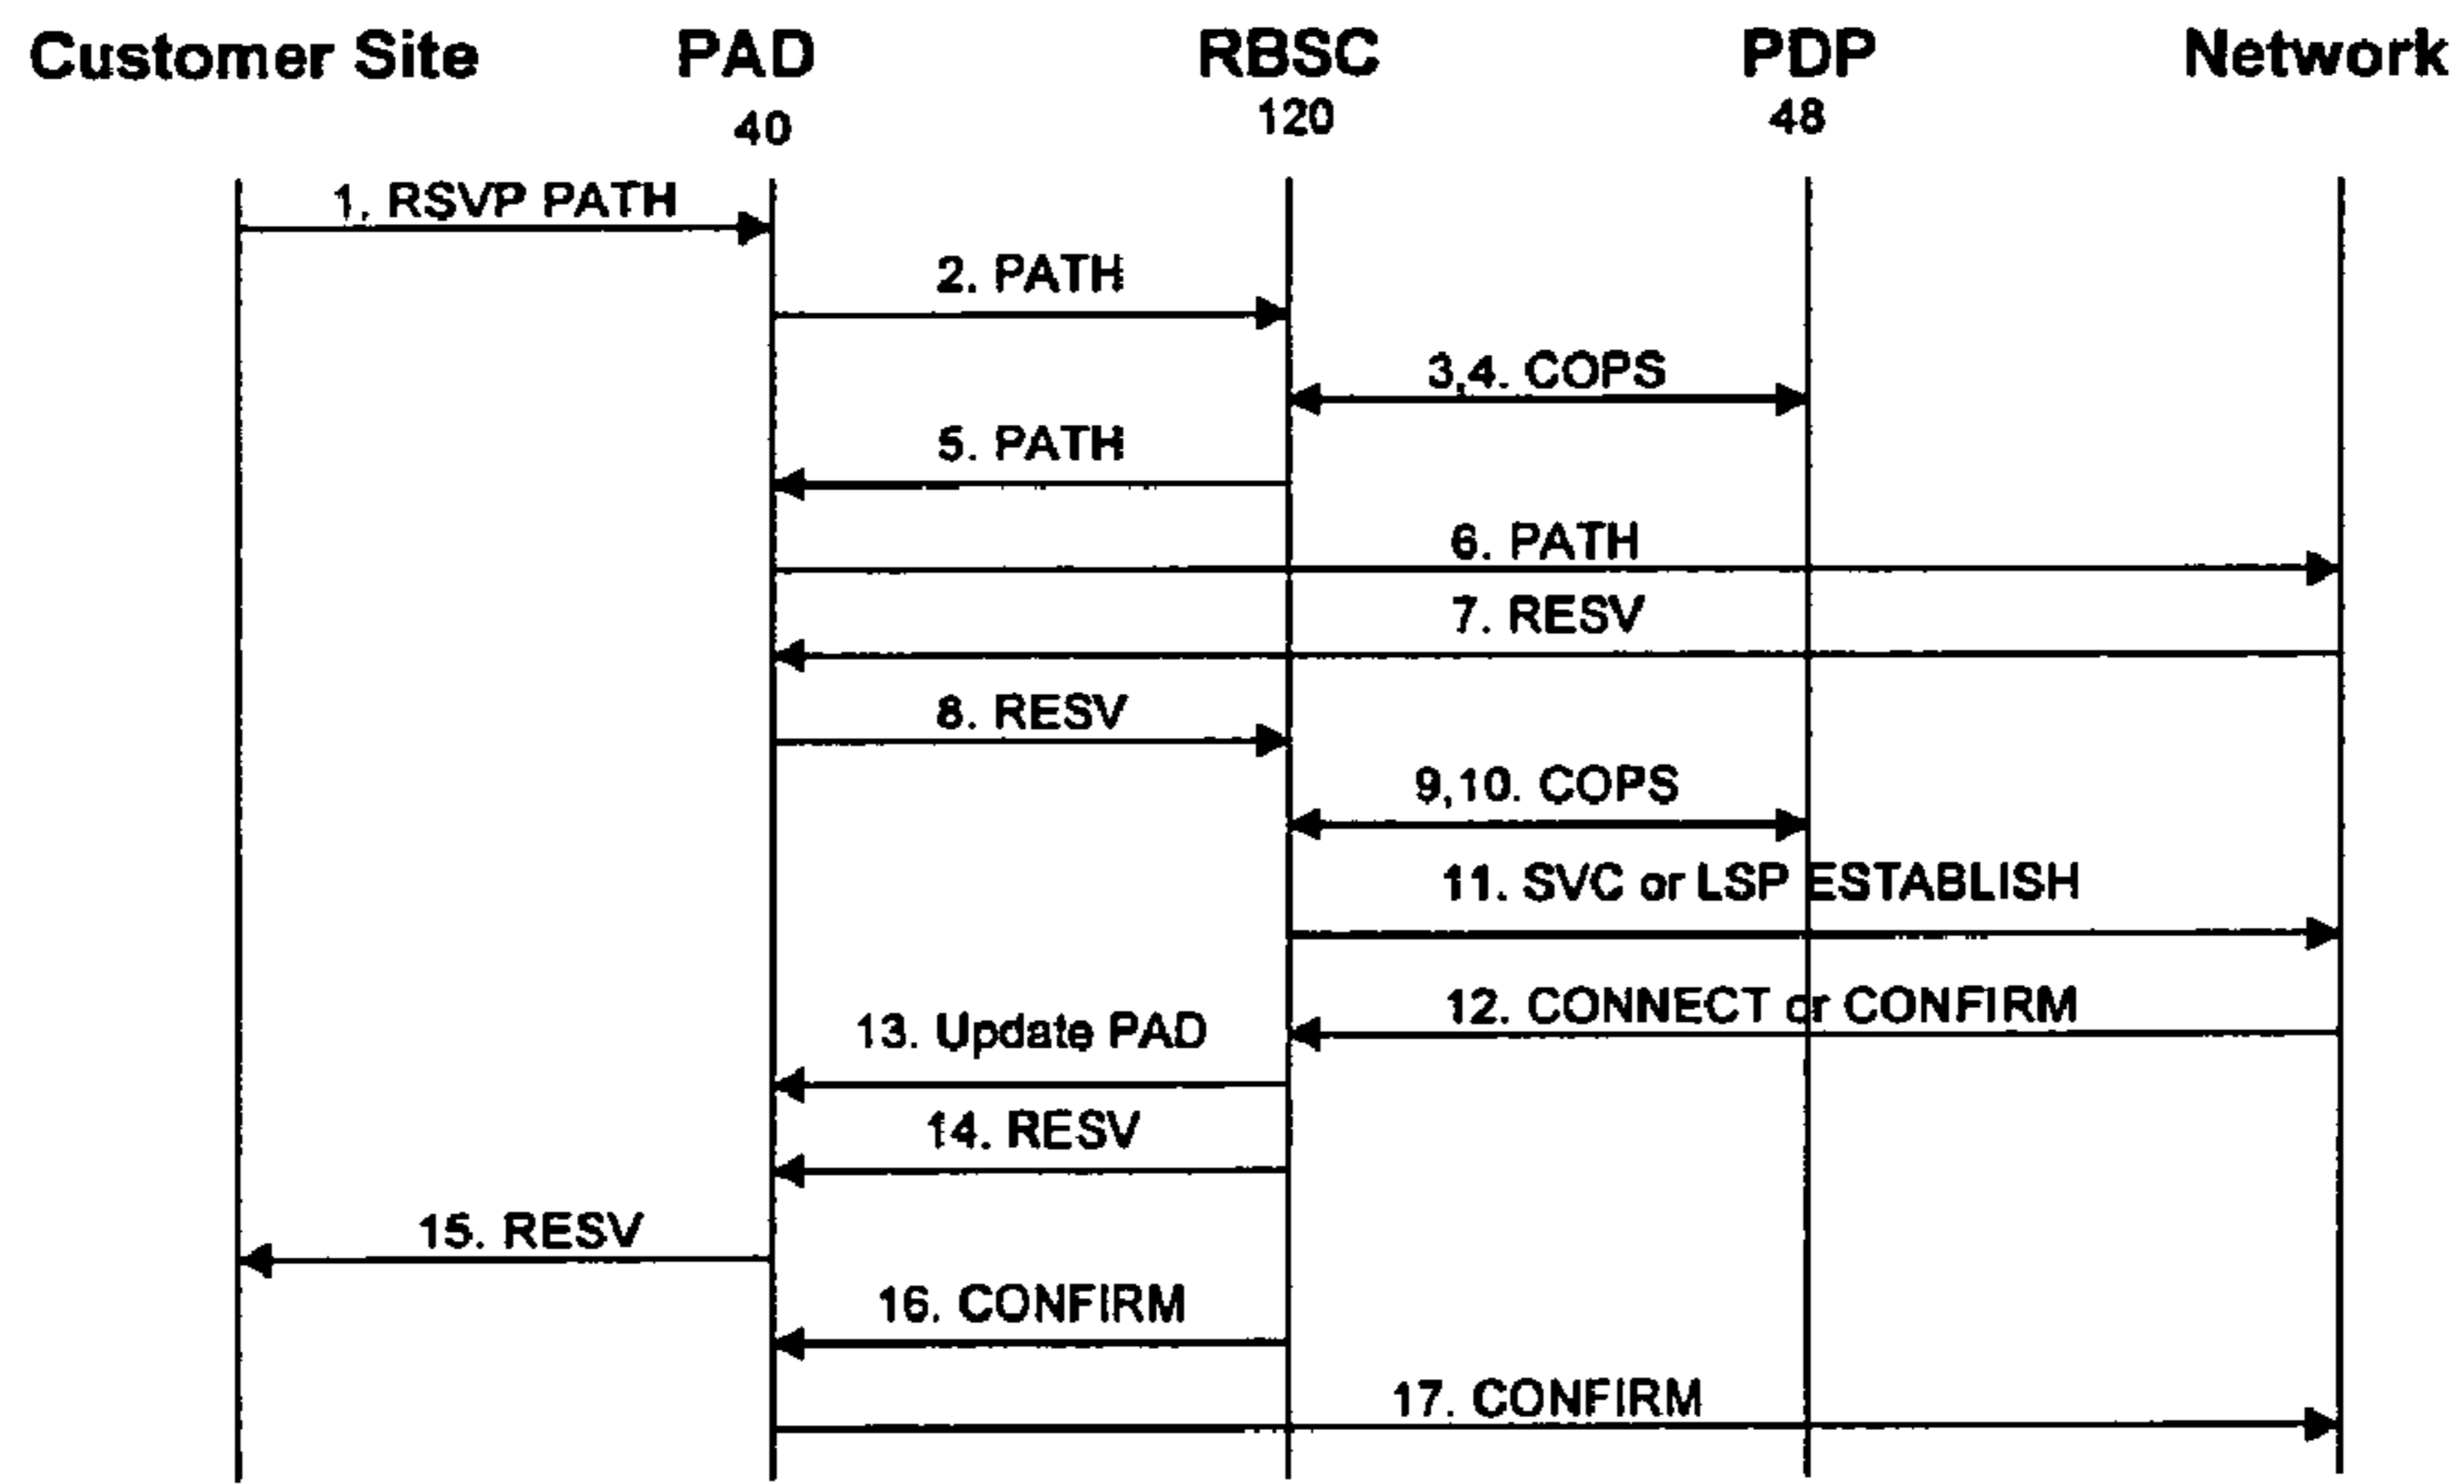 Customer Site PAD RBSC PDP Network
40 120 48
1. RSVP PATH
2. PATH
3,4. COPS
5. PATH
6. PATH
7. RESV
8. RESV
9,10. COPS
11. SVC or LSP ESTABLISH
12. CONNECT or CONFIRM
13. Update PAD
14. RESV
15. RESV
16. CONFIRM
17. CONFIRM